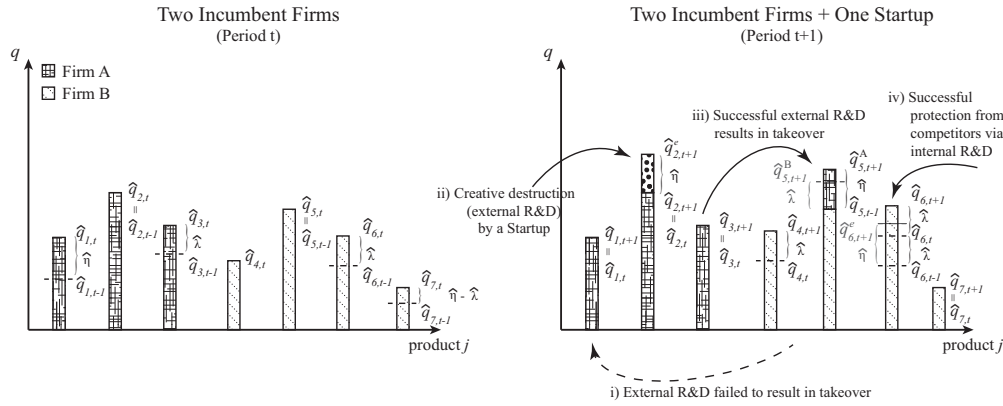 Two Incumbent Firms
(Period t)
q
Firm A
Firm B
q̂1,t
η̂
q̂1,t-1
q̂2,t
=
q̂2,t-1
q̂3,t
λ̂
q̂3,t-1
q̂4,t
q̂5,t
=
q̂5,t-1
q̂6,t
λ̂
q̂6,t-1
q̂7,t
η̂ - λ̂
q̂7,t-1
product j
Two Incumbent Firms + One Startup
(Period t+1)
q
ii) Creative destruction
(external R&D)
by a Startup
iii) Successful external R&D
results in takeover
iv) Successful
protection from
competitors via
internal R&D
q̂1,t+1
=
q̂1,t
q̂ᵉ2,t+1
η̂
q̂2,t+1
=
q̂2,t
q̂3,t+1
=
q̂3,t
q̂4,t+1
λ̂
q̂4,t
q̂ᴮ5,t+1
λ̂
q̂ᴬ5,t+1
η̂
q̂5,t-1
q̂ᵉ6,t+1
η̂
q̂6,t+1
λ̂
q̂6,t
λ̂
q̂6,t-1
q̂7,t+1
=
q̂7,t
product j
i) External R&D failed to result in takeover